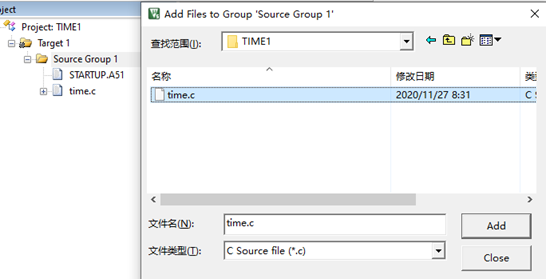 oject
Project: TIME1
Target 1
Source Group 1
STARTUP.A51
time.c
Add Files to Group 'Source Group 1'
查找范围(I):
TIME1
名称
修改日期
类
time.c
2020/11/27 8:31
C S
文件名(N):
time.c
Add
文件类型(T):
C Source file (*.c)
Close